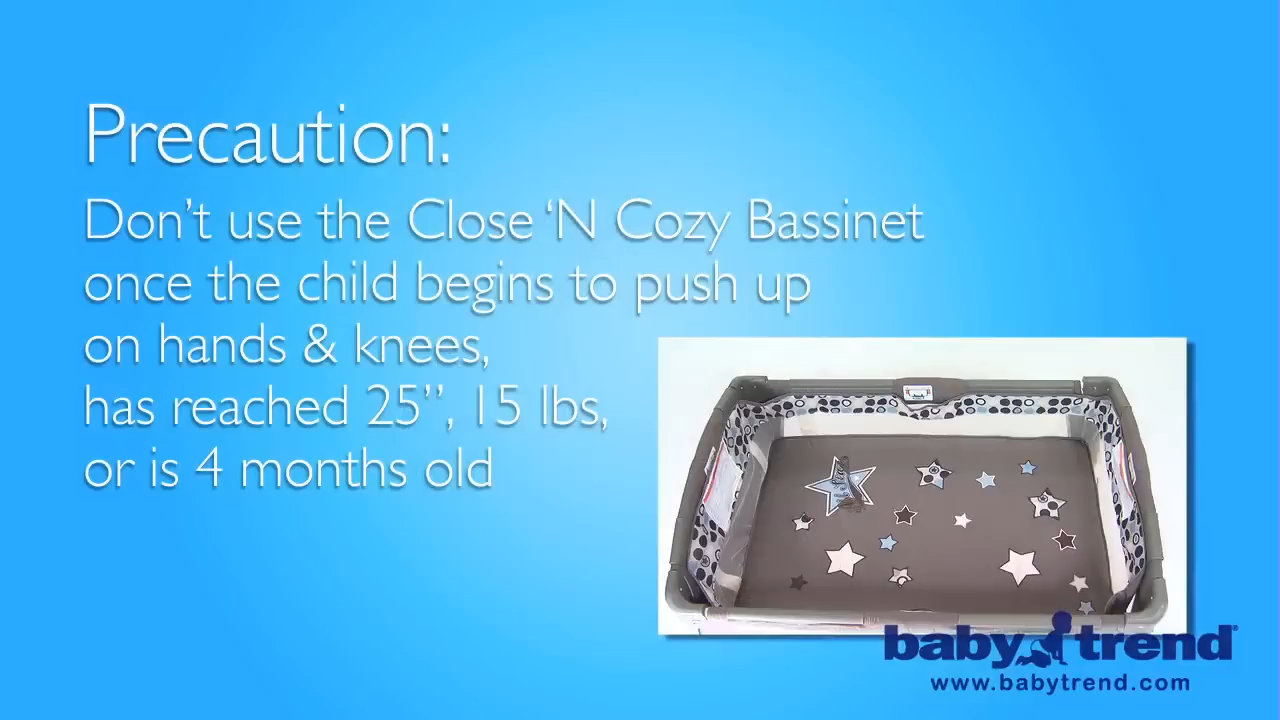 Precaution:
Don’t use the Close ‘N Cozy Bassinet
once the child begins to push up
on hands & knees,
has reached 25”, 15 lbs,
or is 4 months old
baby trend®
www.babytrend.com